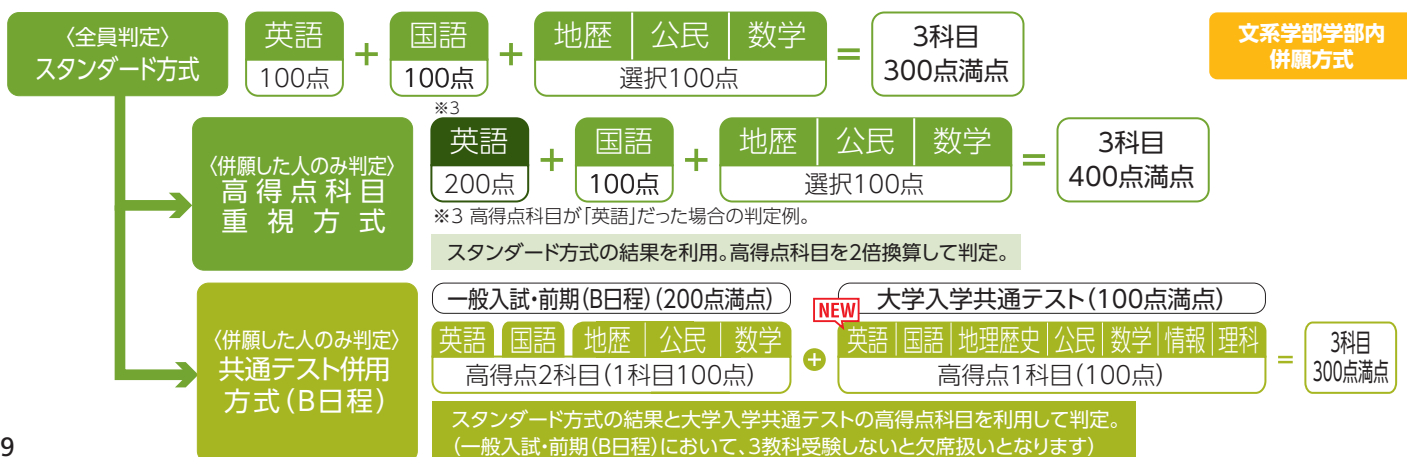 〈全員判定〉
スタンダード方式
英語
100点
+
国語
100点
+
地歴 公民 数学
選択100点
=
3科目
300点満点
文系学部学部内
併願方式
〈併願した人のみ判定〉
高得点科目
重視方式
※3
英語
200点
+
国語
100点
+
地歴 公民 数学
選択100点
=
3科目
400点満点
※3 高得点科目が「英語」だった場合の判定例。
スタンダード方式の結果を利用。高得点科目を2倍換算して判定。
〈併願した人のみ判定〉
共通テスト併用
方式(B日程)
一般入試・前期(B日程)(200点満点)
英語 国語 地歴 公民 数学
高得点2科目(1科目100点)
+
NEW
大学入学共通テスト(100点満点)
英語 国語 地理歴史 公民 数学 情報 理科
高得点1科目(100点)
=
3科目
300点満点
スタンダード方式の結果と大学入学共通テストの高得点科目を利用して判定。
(一般入試・前期(B日程)において、3教科受験しないと欠席扱いとなります)
9